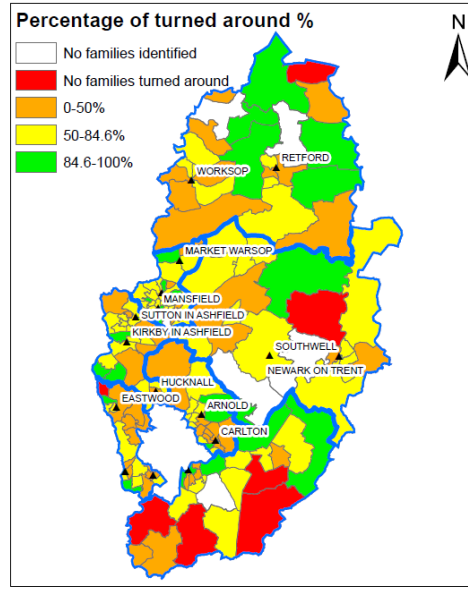 Percentage of turned around %
N
No families identified
No families turned around
0-50%
50-84.6%
84.6-100%
RETFORD
WORKSOP
MARKET WARSOP
MANSFIELD
SUTTON IN ASHFIELD
KIRKBY IN ASHFIELD
SOUTHWELL
NEWARK ON TRENT
HUCKNALL
EASTWOOD
ARNOLD
CARLTON